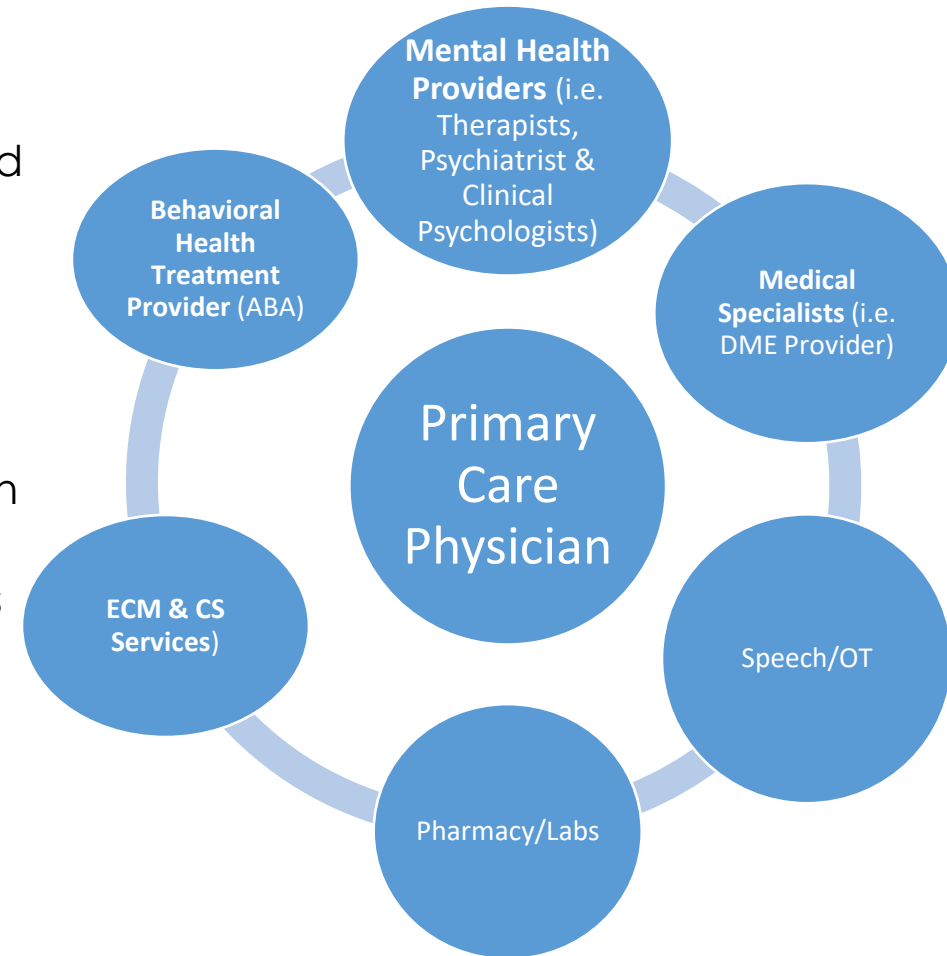 Mental Health
Providers (i.e.
Therapists,
Psychiatrist &
Clinical
Psychologists)
Medical
Specialists (i.e.
DME Provider)
Speech/OT
Pharmacy/Labs
ECM & CS
Services)
Behavioral
Health
Treatment
Provider (ABA)
Primary
Care
Physician